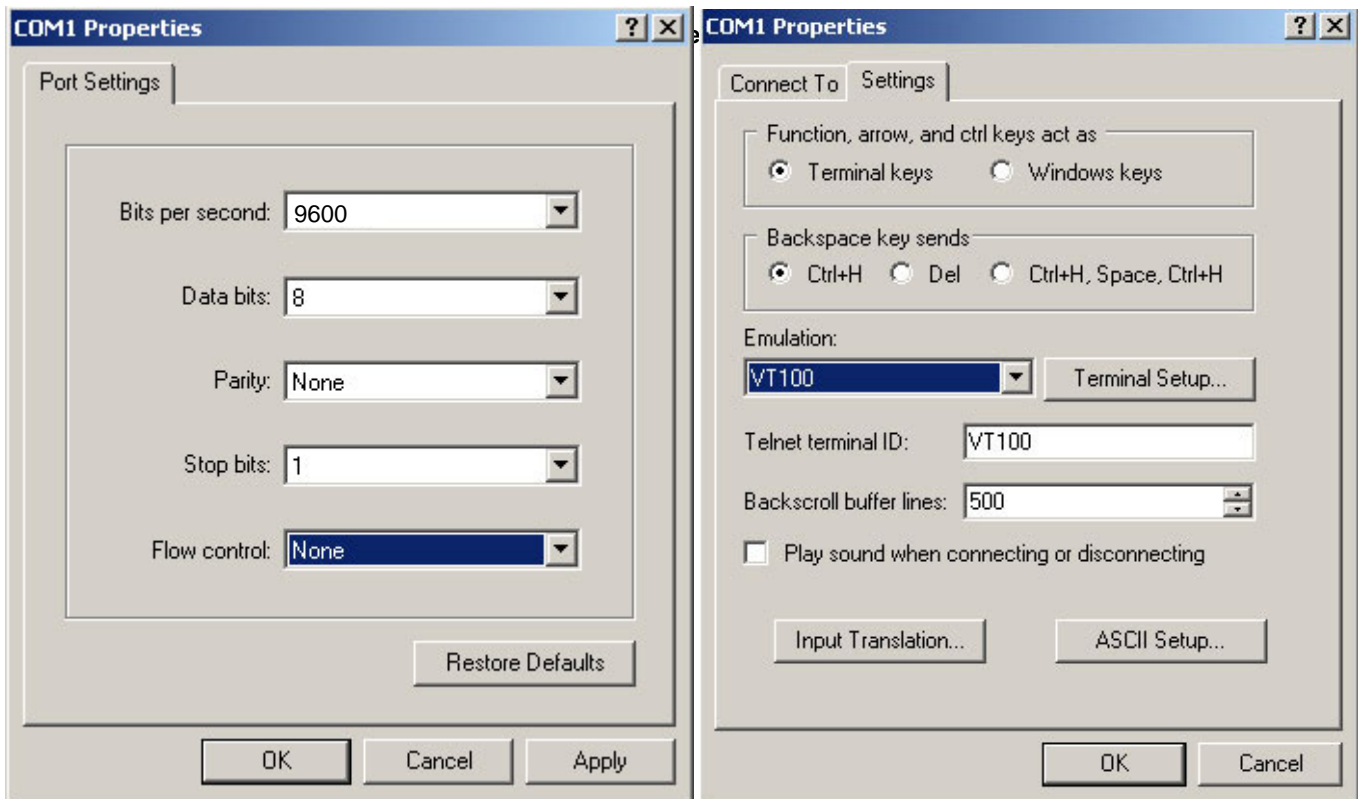 COM1 Properties
Port Settings
Bits per second: 9600
Data bits: 8
Parity: None
Stop bits: 1
Flow control: None
Restore Defaults
OK Cancel Apply
e
COM1 Properties
Connect To Settings
Function, arrow, and ctrl keys act as
Terminal keys Windows keys
Backspace key sends
Ctrl+H Del Ctrl+H, Space, Ctrl+H
Emulation:
VT100 Terminal Setup...
Telnet terminal ID: VT100
Backscroll buffer lines: 500
Play sound when connecting or disconnecting
Input Translation... ASCII Setup...
OK Cancel